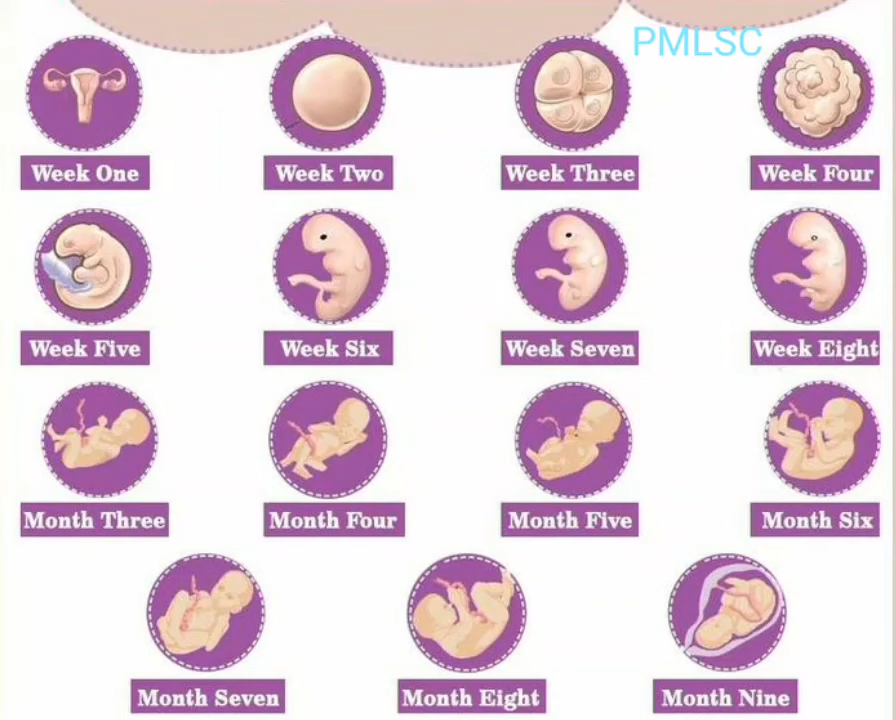 PMLSC
Week One
Week Two
Week Three
Week Four
Week Five
Week Six
Week Seven
Week Eight
Month Three
Month Four
Month Five
Month Six
Month Seven
Month Eight
Month Nine